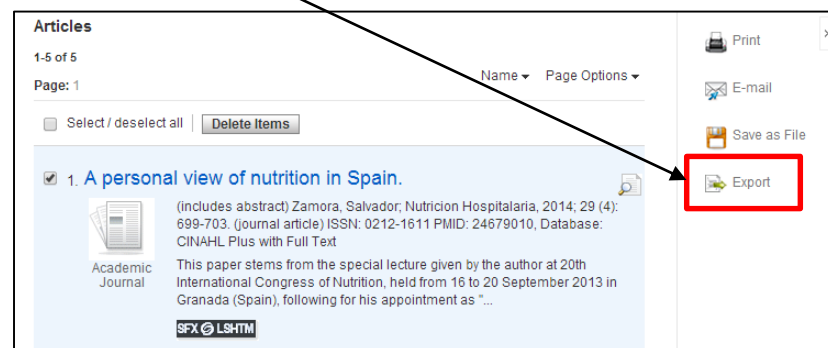 Articles
1-5 of 5
Page: 1
Name Page Options
Select / deselect all Delete Items
1. A personal view of nutrition in Spain.
(includes abstract) Zamora, Salvador; Nutricion Hospitalaria, 2014; 29 (4):
699-703. (journal article) ISSN: 0212-1611 PMID: 24679010, Database:
CINAHL Plus with Full Text
Academic
Journal
This paper stems from the special lecture given by the author at 20th
International Congress of Nutrition, held from 16 to 20 September 2013 in
Granada (Spain), following for his appointment as "...
SFX LSHTM
Print
E-mail
Save as File
Export